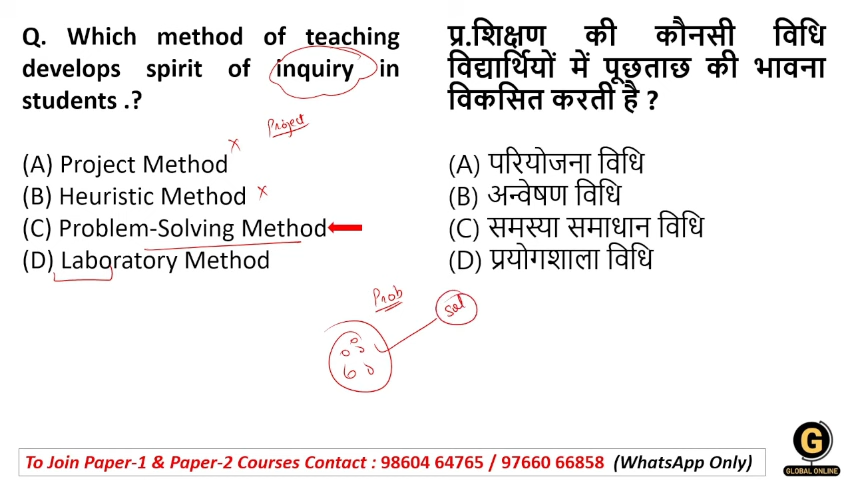 Q. Which method of teaching
develops spirit of inquiry in
students .?
Project
(A) Project Method
(B) Heuristic Method
(C) Problem-Solving Method
(D) Laboratory Method
प्र.शिक्षण की कौनसी विधि
विद्यार्थियों में पूछताछ की भावना
विकसित करती है ?
(A) परियोजना विधि
(B) अन्वेषण विधि
(C) समस्या समाधान विधि
(D) प्रयोगशाला विधि
Prob
Sol
G
GLOBAL ONLINE
To Join Paper-1 & Paper-2 Courses Contact : 98604 64765 / 97660 66858 (WhatsApp Only)